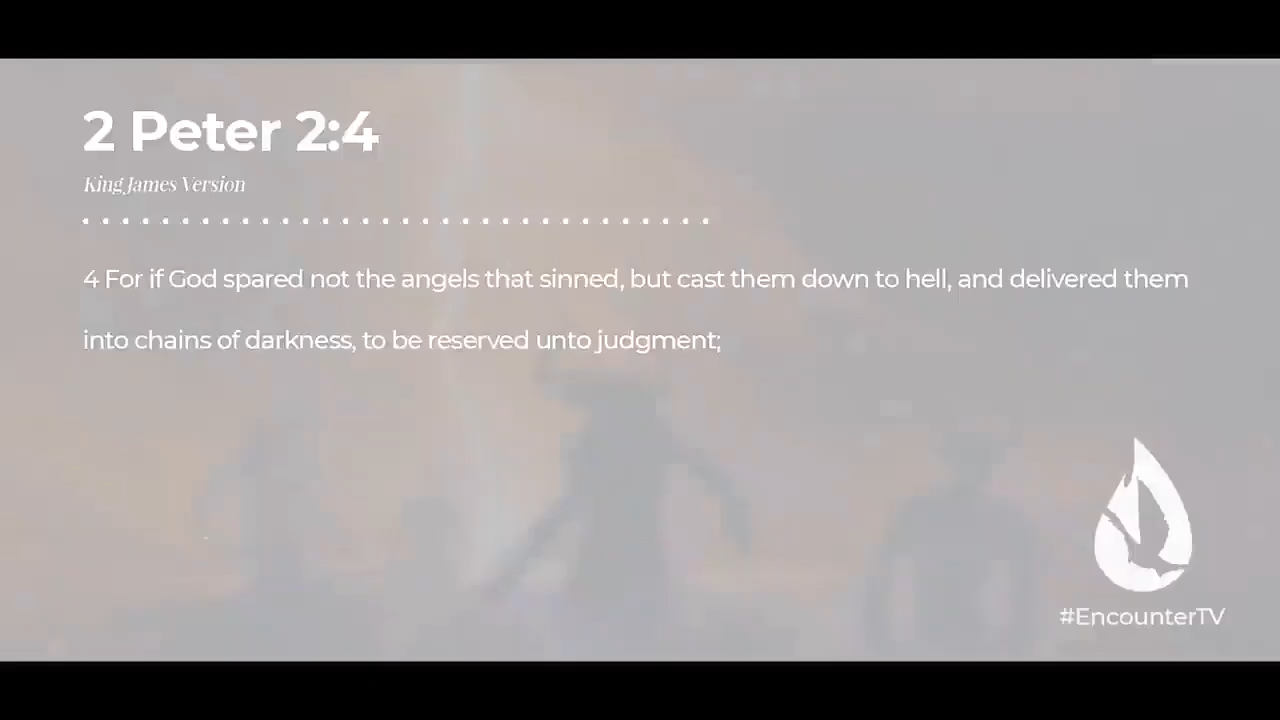 2 Peter 2:4
King James Version
4 For if God spared not the angels that sinned, but cast them down to hell, and delivered them
into chains of darkness, to be reserved unto judgment;
#EncounterTV